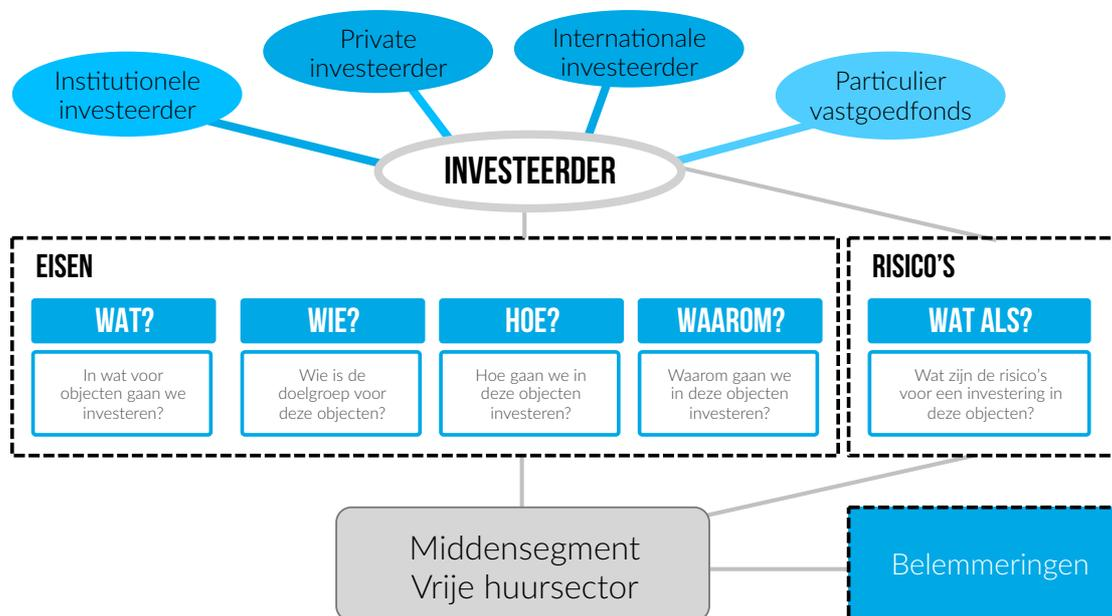 Institutionele
investeerder
Private
investeerder
Internationale
investeerder
Particulier
vastgoedfonds
INVESTEERDER
EISEN
WAT?
In wat voor
objecten gaan we
investeren?
WIE?
Wie is de
doelgroep voor
deze objecten?
HOE?
Hoe gaan we in
deze objecten
investeren?
WAAROM?
Waarom gaan we
in deze objecten
investeren?
RISICO'S
WAT ALS?
Wat zijn de risico's
voor een investering in
deze objecten?
Middensegment
Vrije huursector
Belemmeringen